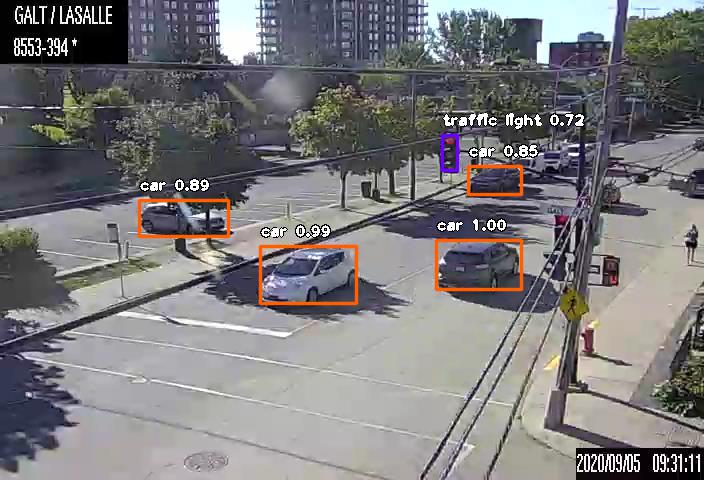 GALT / LASALLE
8553-394 *
traffic light 0.72
car 0.85
car 0.89
car 0.99
car 1.00
2020/09/05 09:31:11